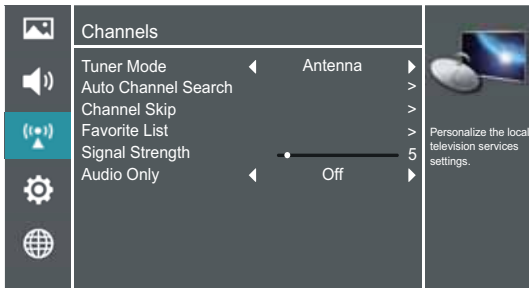 Channels
Tuner Mode Antenna
Auto Channel Search >
Channel Skip >
Favorite List >
Signal Strength 5
Audio Only Off
Personalize the local
television services
settings.